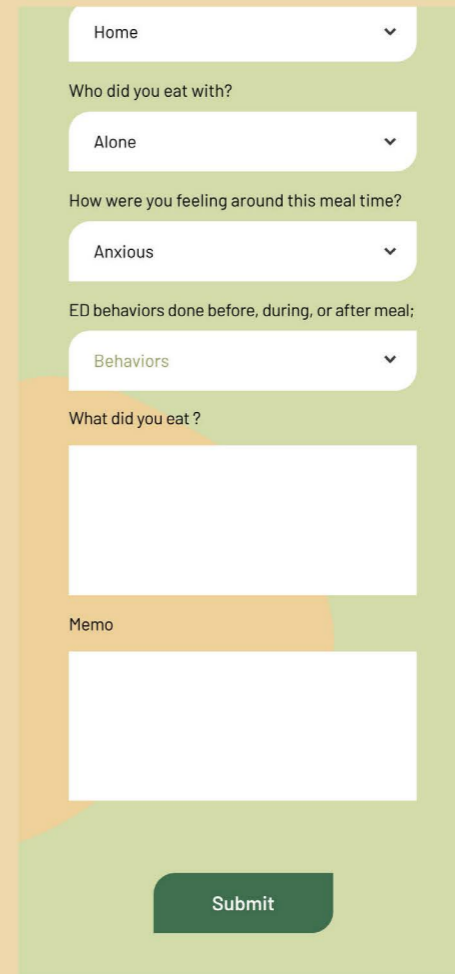 Home
Who did you eat with?
Alone
How were you feeling around this meal time?
Anxious
ED behaviors done before, during, or after meal;
Behaviors
What did you eat ?
Memo
Submit